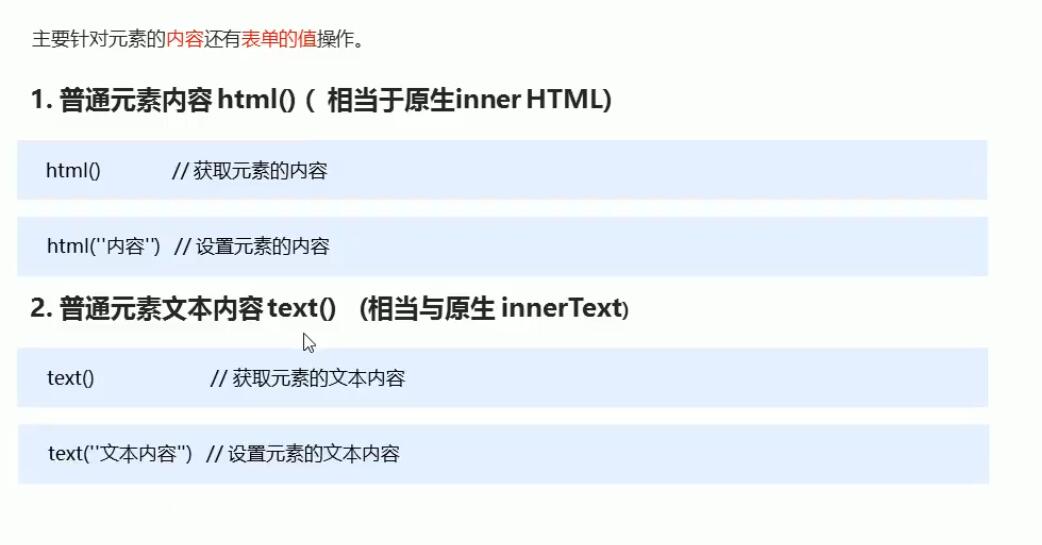 主要针对元素的内容还有表单的值操作。
1. 普通元素内容 html() ( 相当于原生inner HTML)
html() // 获取元素的内容
html(''内容'') // 设置元素的内容
2. 普通元素文本内容 text() (相当与原生 innerText)
text() // 获取元素的文本内容
text(''文本内容'') // 设置元素的文本内容